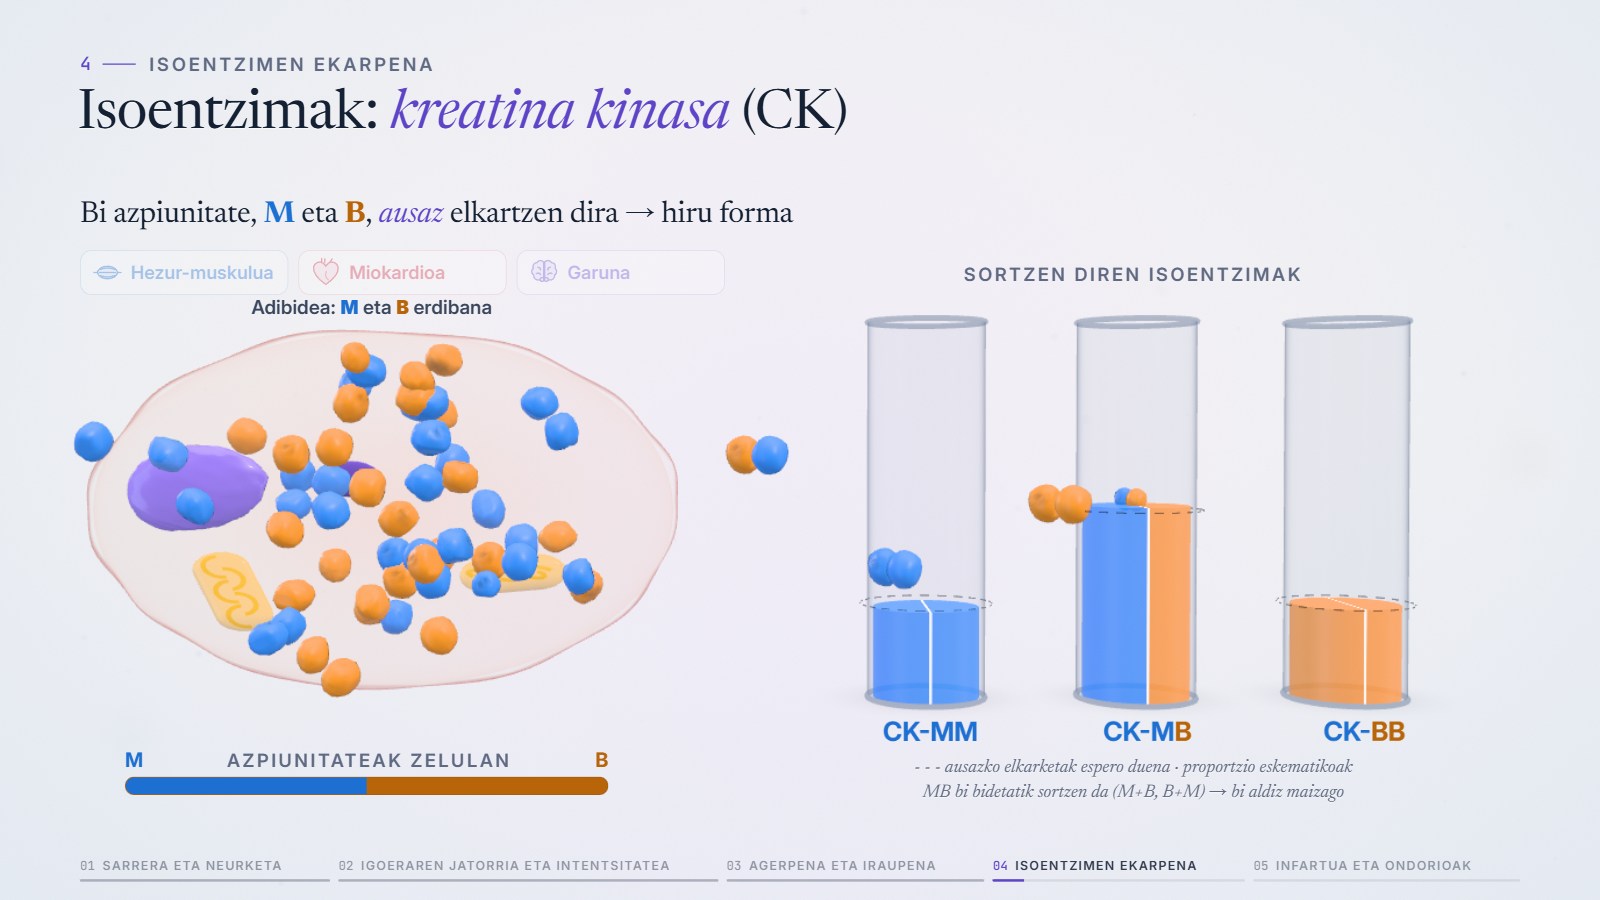 4 — ISOENTZIMEN EKARPENA
Isoentzimak: kreatina kinasa (CK)
Bi azpiunitate, M eta B, ausaz elkartzen dira → hiru forma
Hezur-muskulua
Miokardioa
Garuna
Adibidea: M eta B erdibana
M AZPIUNITATEAK ZELULAN B
SORTZEN DIREN ISOENTZIMAK
CK-MM
CK-MB
CK-BB
- - - ausazko elkarketak espero duena · proportzio eskematikoak
MB bi bidetatik sortzen da (M+B, B+M) → bi aldiz maizago
01 SARRERA ETA NEURKETA
02 IGOERAREN JATORRIA ETA INTENTSITATEA
03 AGERPENA ETA IRAUPENA
04 ISOENTZIMEN EKARPENA
05 INFARTUA ETA ONDORIOAK